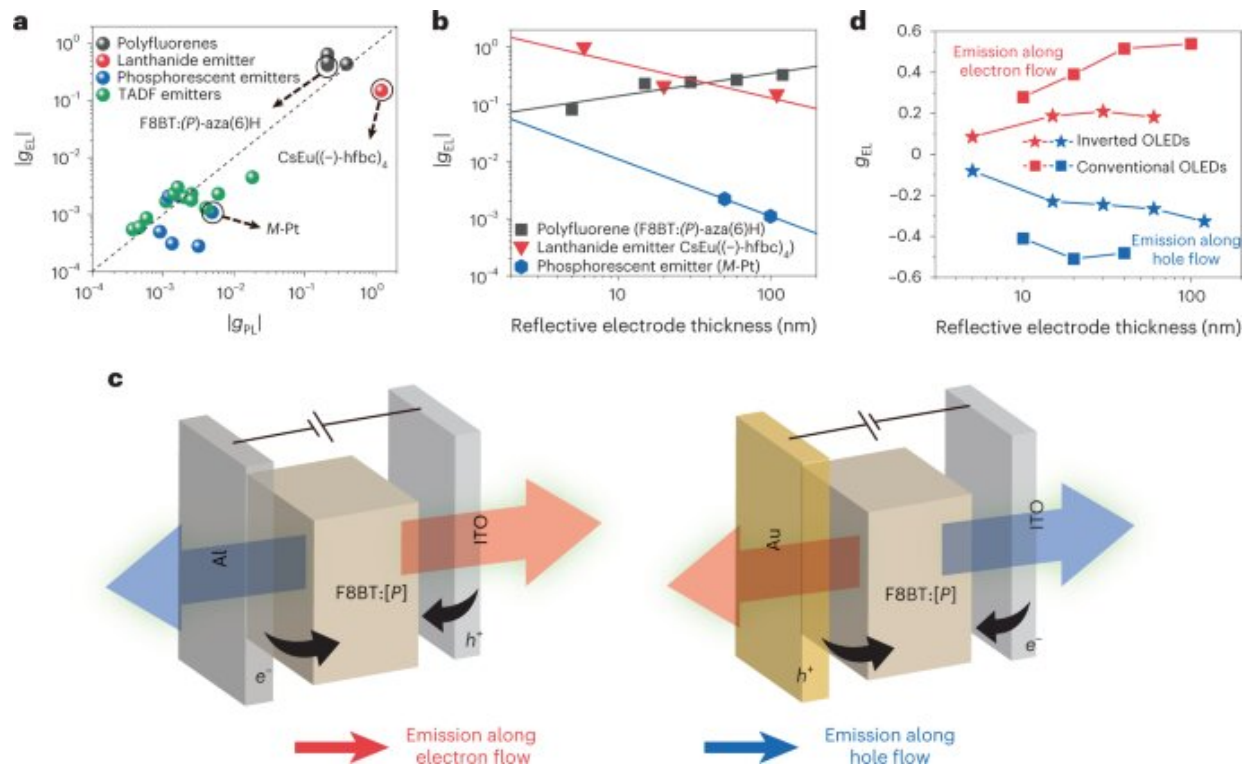 a
10⁰
10⁻¹
10⁻²
10⁻³
10⁻⁴
|g_EL|
Polyfluorenes
Lanthanide emitter
Phosphorescent emitters
TADF emitters
F8BT:(P)-aza(6)H
CsEu((−)-hfbc)₄
M-Pt
10⁻⁴ 10⁻³ 10⁻² 10⁻¹ 10⁰
|g_PL|
b
10⁰
10⁻¹
10⁻²
10⁻³
10⁻⁴
|g_EL|
Polyfluorene (F8BT:(P)-aza(6)H)
Lanthanide emitter CsEu((−)-hfbc)₄)
Phosphorescent emitter (M-Pt)
10 100
Reflective electrode thickness (nm)
d
0.6
0.4
0.2
0
−0.2
−0.4
−0.6
g_EL
Emission along
electron flow
Inverted OLEDs
Conventional OLEDs
Emission along
hole flow
10 100
Reflective electrode thickness (nm)
c
Al
F8BT:[P]
ITO
e⁻
h⁺
Au
F8BT:[P]
ITO
h⁺
e⁻
Emission along
electron flow
Emission along
hole flow